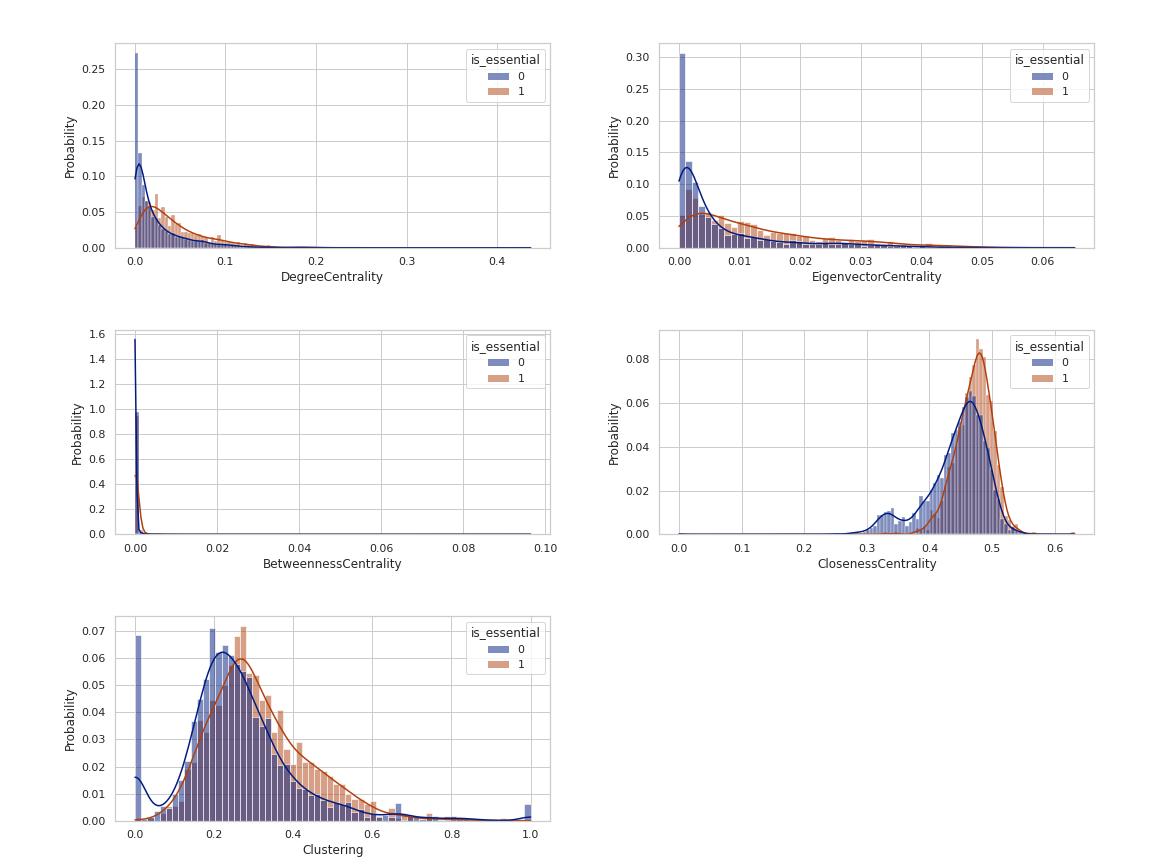 is_essential
0
1
0.25
0.20
0.15
0.10
0.05
0.00
Probability
0.0 0.1 0.2 0.3 0.4
DegreeCentrality
is_essential
0
1
0.30
0.25
0.20
0.15
0.10
0.05
0.00
Probability
0.00 0.01 0.02 0.03 0.04 0.05 0.06
EigenvectorCentrality
is_essential
0
1
1.6
1.4
1.2
1.0
0.8
0.6
0.4
0.2
0.0
Probability
0.00 0.02 0.04 0.06 0.08 0.10
BetweennessCentrality
is_essential
0
1
0.08
0.06
0.04
0.02
0.00
Probability
0.0 0.1 0.2 0.3 0.4 0.5 0.6
ClosenessCentrality
is_essential
0
1
0.07
0.06
0.05
0.04
0.03
0.02
0.01
0.00
Probability
0.0 0.2 0.4 0.6 0.8 1.0
Clustering